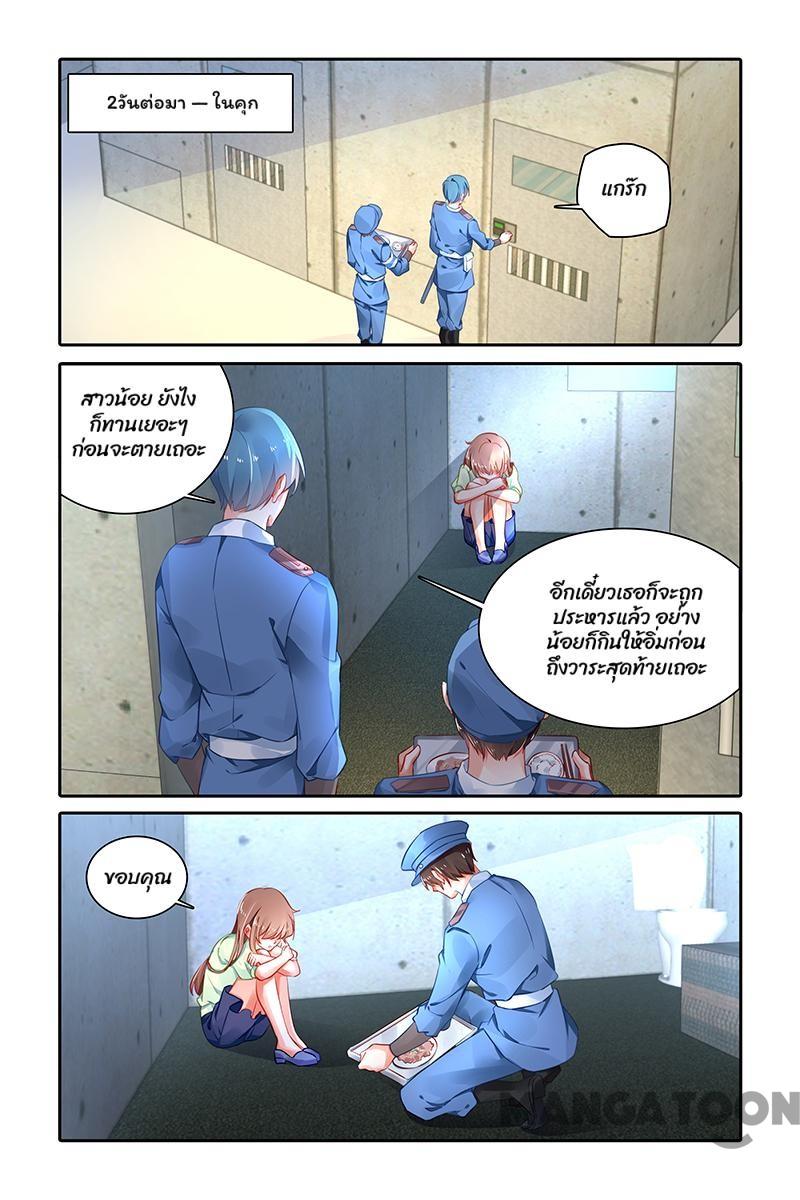 2วันต่อมา — ในคุก
แกร๊ก
สาวน้อย ยังไง
ก็ทานเยอะๆ
ก่อนจะตายเถอะ
อีกเดี๋ยวเธอก็จะถูก
ประหารแล้ว อย่าง
น้อยก็กินให้อิ่มก่อน
ถึงวาระสุดท้ายเถอะ
ขอบคุณ
MANGATOON